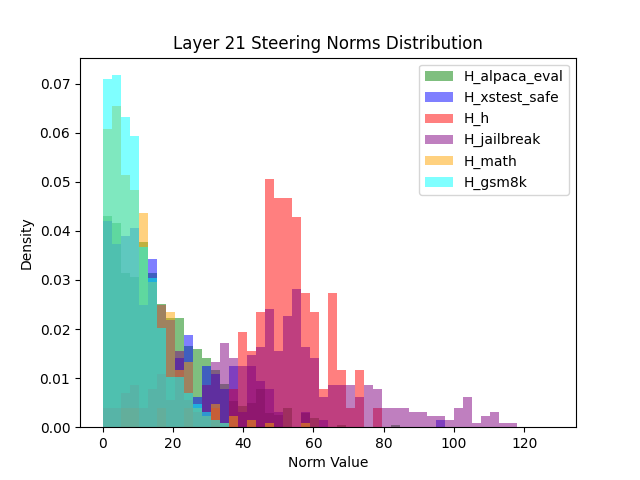 Layer 21 Steering Norms Distribution
H_alpaca_eval
H_xstest_safe
H_h
H_jailbreak
H_math
H_gsm8k
Density
0.07
0.06
0.05
0.04
0.03
0.02
0.01
0.00
0 20 40 60 80 100 120
Norm Value